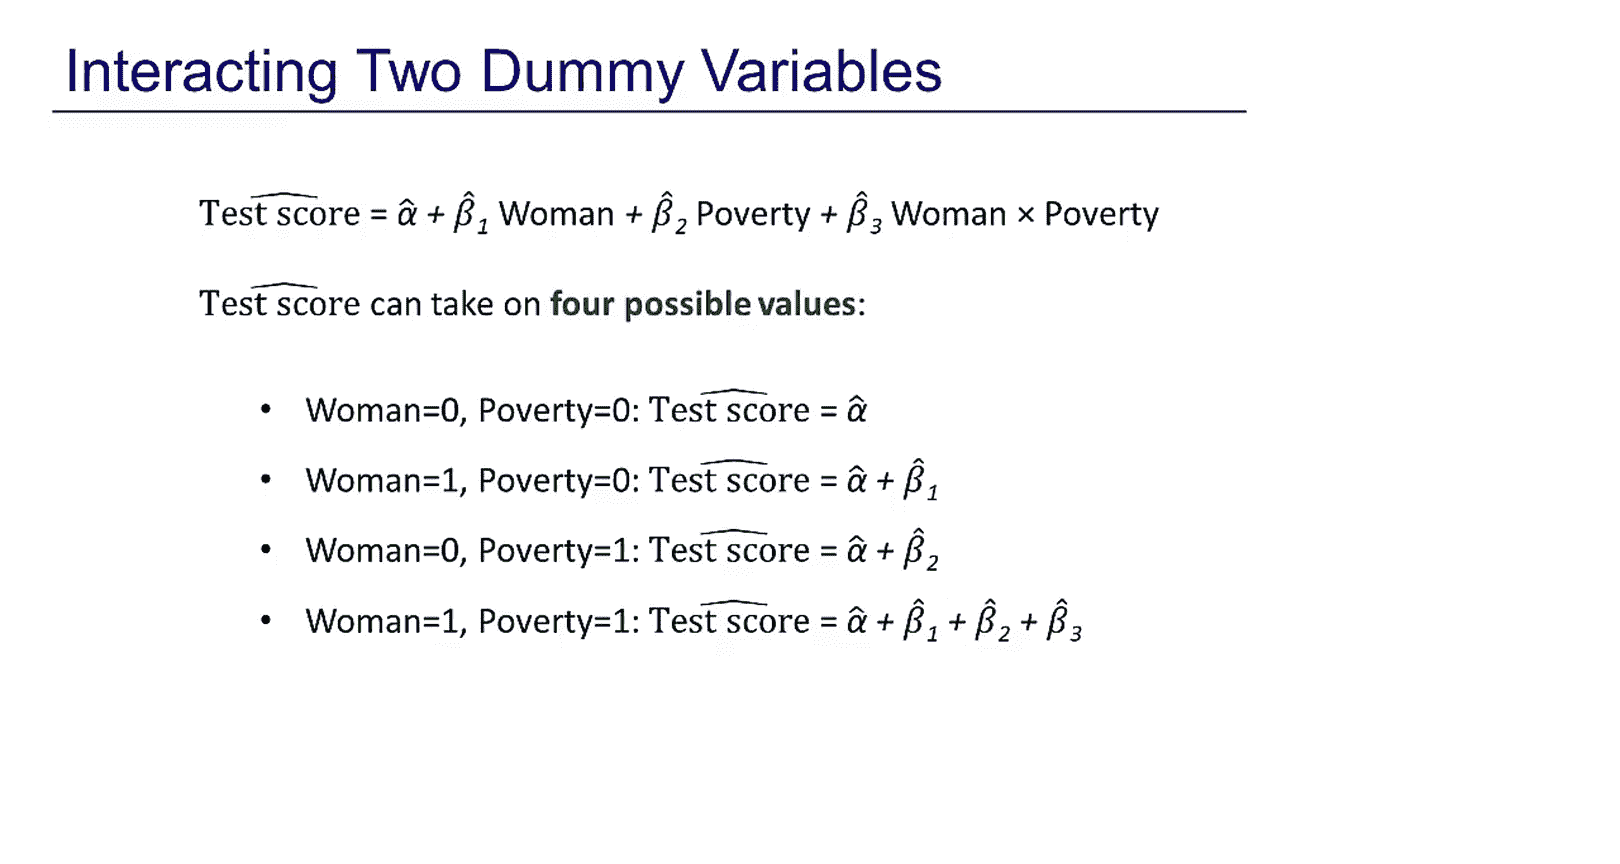 Interacting Two Dummy Variables
Test score^ = α̂ + β̂₁ Woman + β̂₂ Poverty + β̂₃ Woman × Poverty
Test score^ can take on four possible values:
• Woman=0, Poverty=0: Test score^ = α̂
• Woman=1, Poverty=0: Test score^ = α̂ + β̂₁
• Woman=0, Poverty=1: Test score^ = α̂ + β̂₂
• Woman=1, Poverty=1: Test score^ = α̂ + β̂₁ + β̂₂ + β̂₃